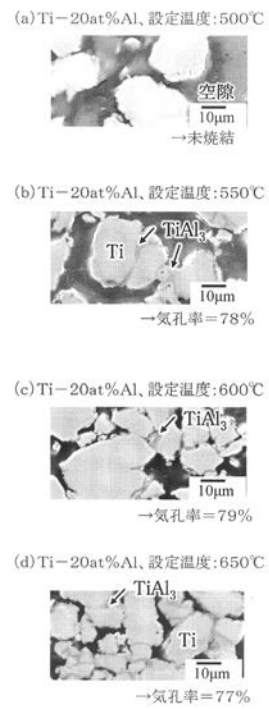 (a)Ti－20at%Al、設定温度:500℃
空隙
10μm
→未焼結
(b)Ti－20at%Al、設定温度:550℃
TiAl3
Ti
10μm
→気孔率＝78%
(c)Ti－20at%Al、設定温度:600℃
TiAl3
10μm
→気孔率＝79%
(d)Ti－20at%Al、設定温度:650℃
TiAl3
Ti
10μm
→気孔率＝77%